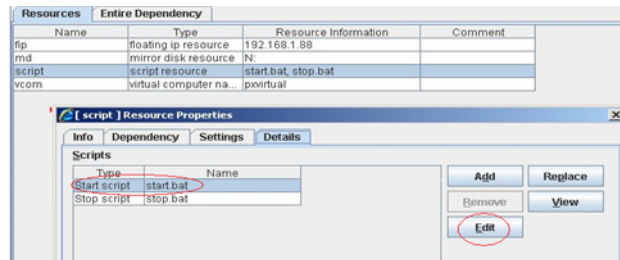 Resources Entire Dependency
Name Type Resource Information Comment
fip floating ip resource 192.168.1.88
md mirror disk resource N:
script script resource start.bat, stop.bat
vcom virtual computer na... pxvirtual
[ script ] Resource Properties
Info Dependency Settings Details
Scripts
Type Name
Start script start.bat
Stop script stop.bat
Add Replace
Remove View
Edit